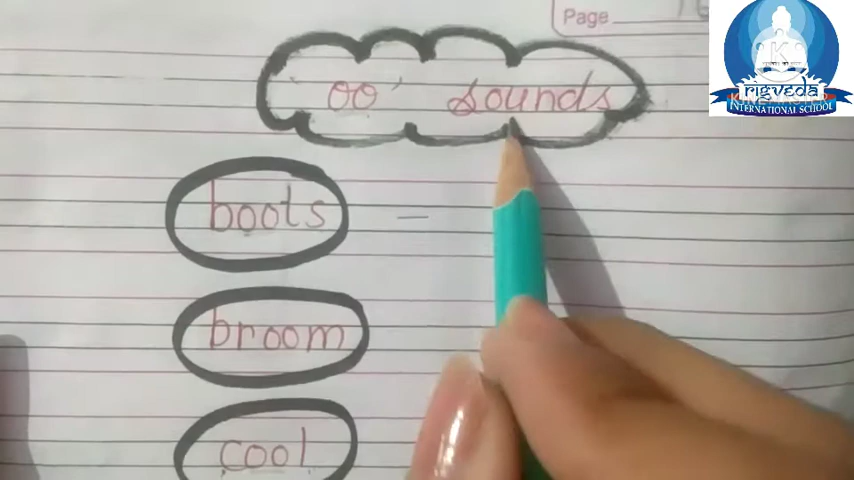 Page
'oo' sounds
rigveda
INTERNATIONAL SCHOOL
boots -
broom
cool